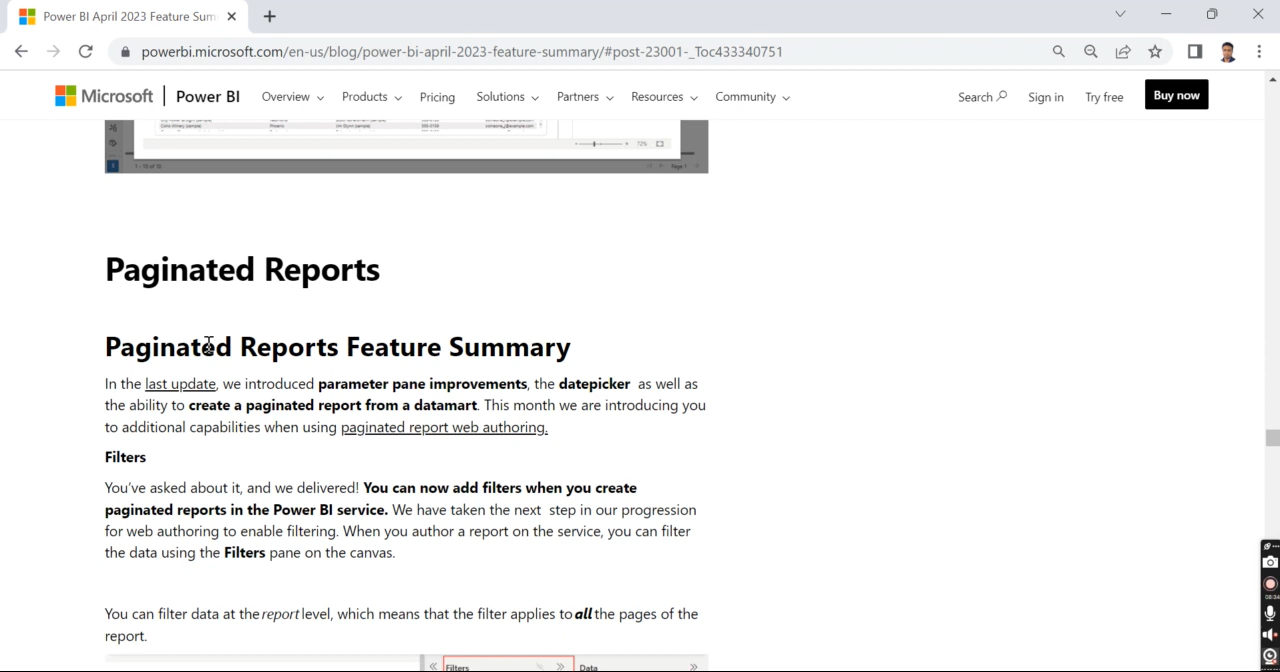 Power BI April 2023 Feature Sum
powerbi.microsoft.com/en-us/blog/power-bi-april-2023-feature-summary/#post-23001-_Toc433340751
Microsoft | Power BI Overview Products Pricing Solutions Partners Resources Community Search Sign in Try free Buy now
72%
Page 1
Paginated Reports
Paginated Reports Feature Summary
In the last update, we introduced parameter pane improvements, the datepicker as well as
the ability to create a paginated report from a datamart. This month we are introducing you
to additional capabilities when using paginated report web authoring.
Filters
You've asked about it, and we delivered! You can now add filters when you create
paginated reports in the Power BI service. We have taken the next step in our progression
for web authoring to enable filtering. When you author a report on the service, you can filter
the data using the Filters pane on the canvas.
You can filter data at the report level, which means that the filter applies to all the pages of the
report.
Filters Data
08:34